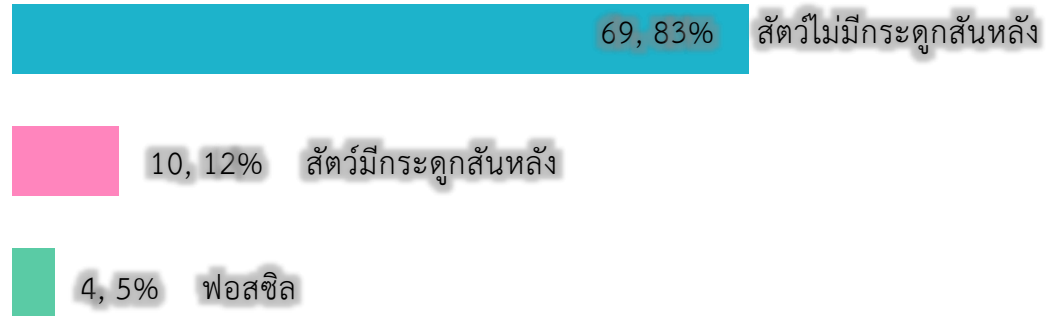 69, 83% สัตว์ไม่มีกระดูกสันหลัง
10, 12% สัตว์มีกระดูกสันหลัง
4, 5% ฟอสซิล